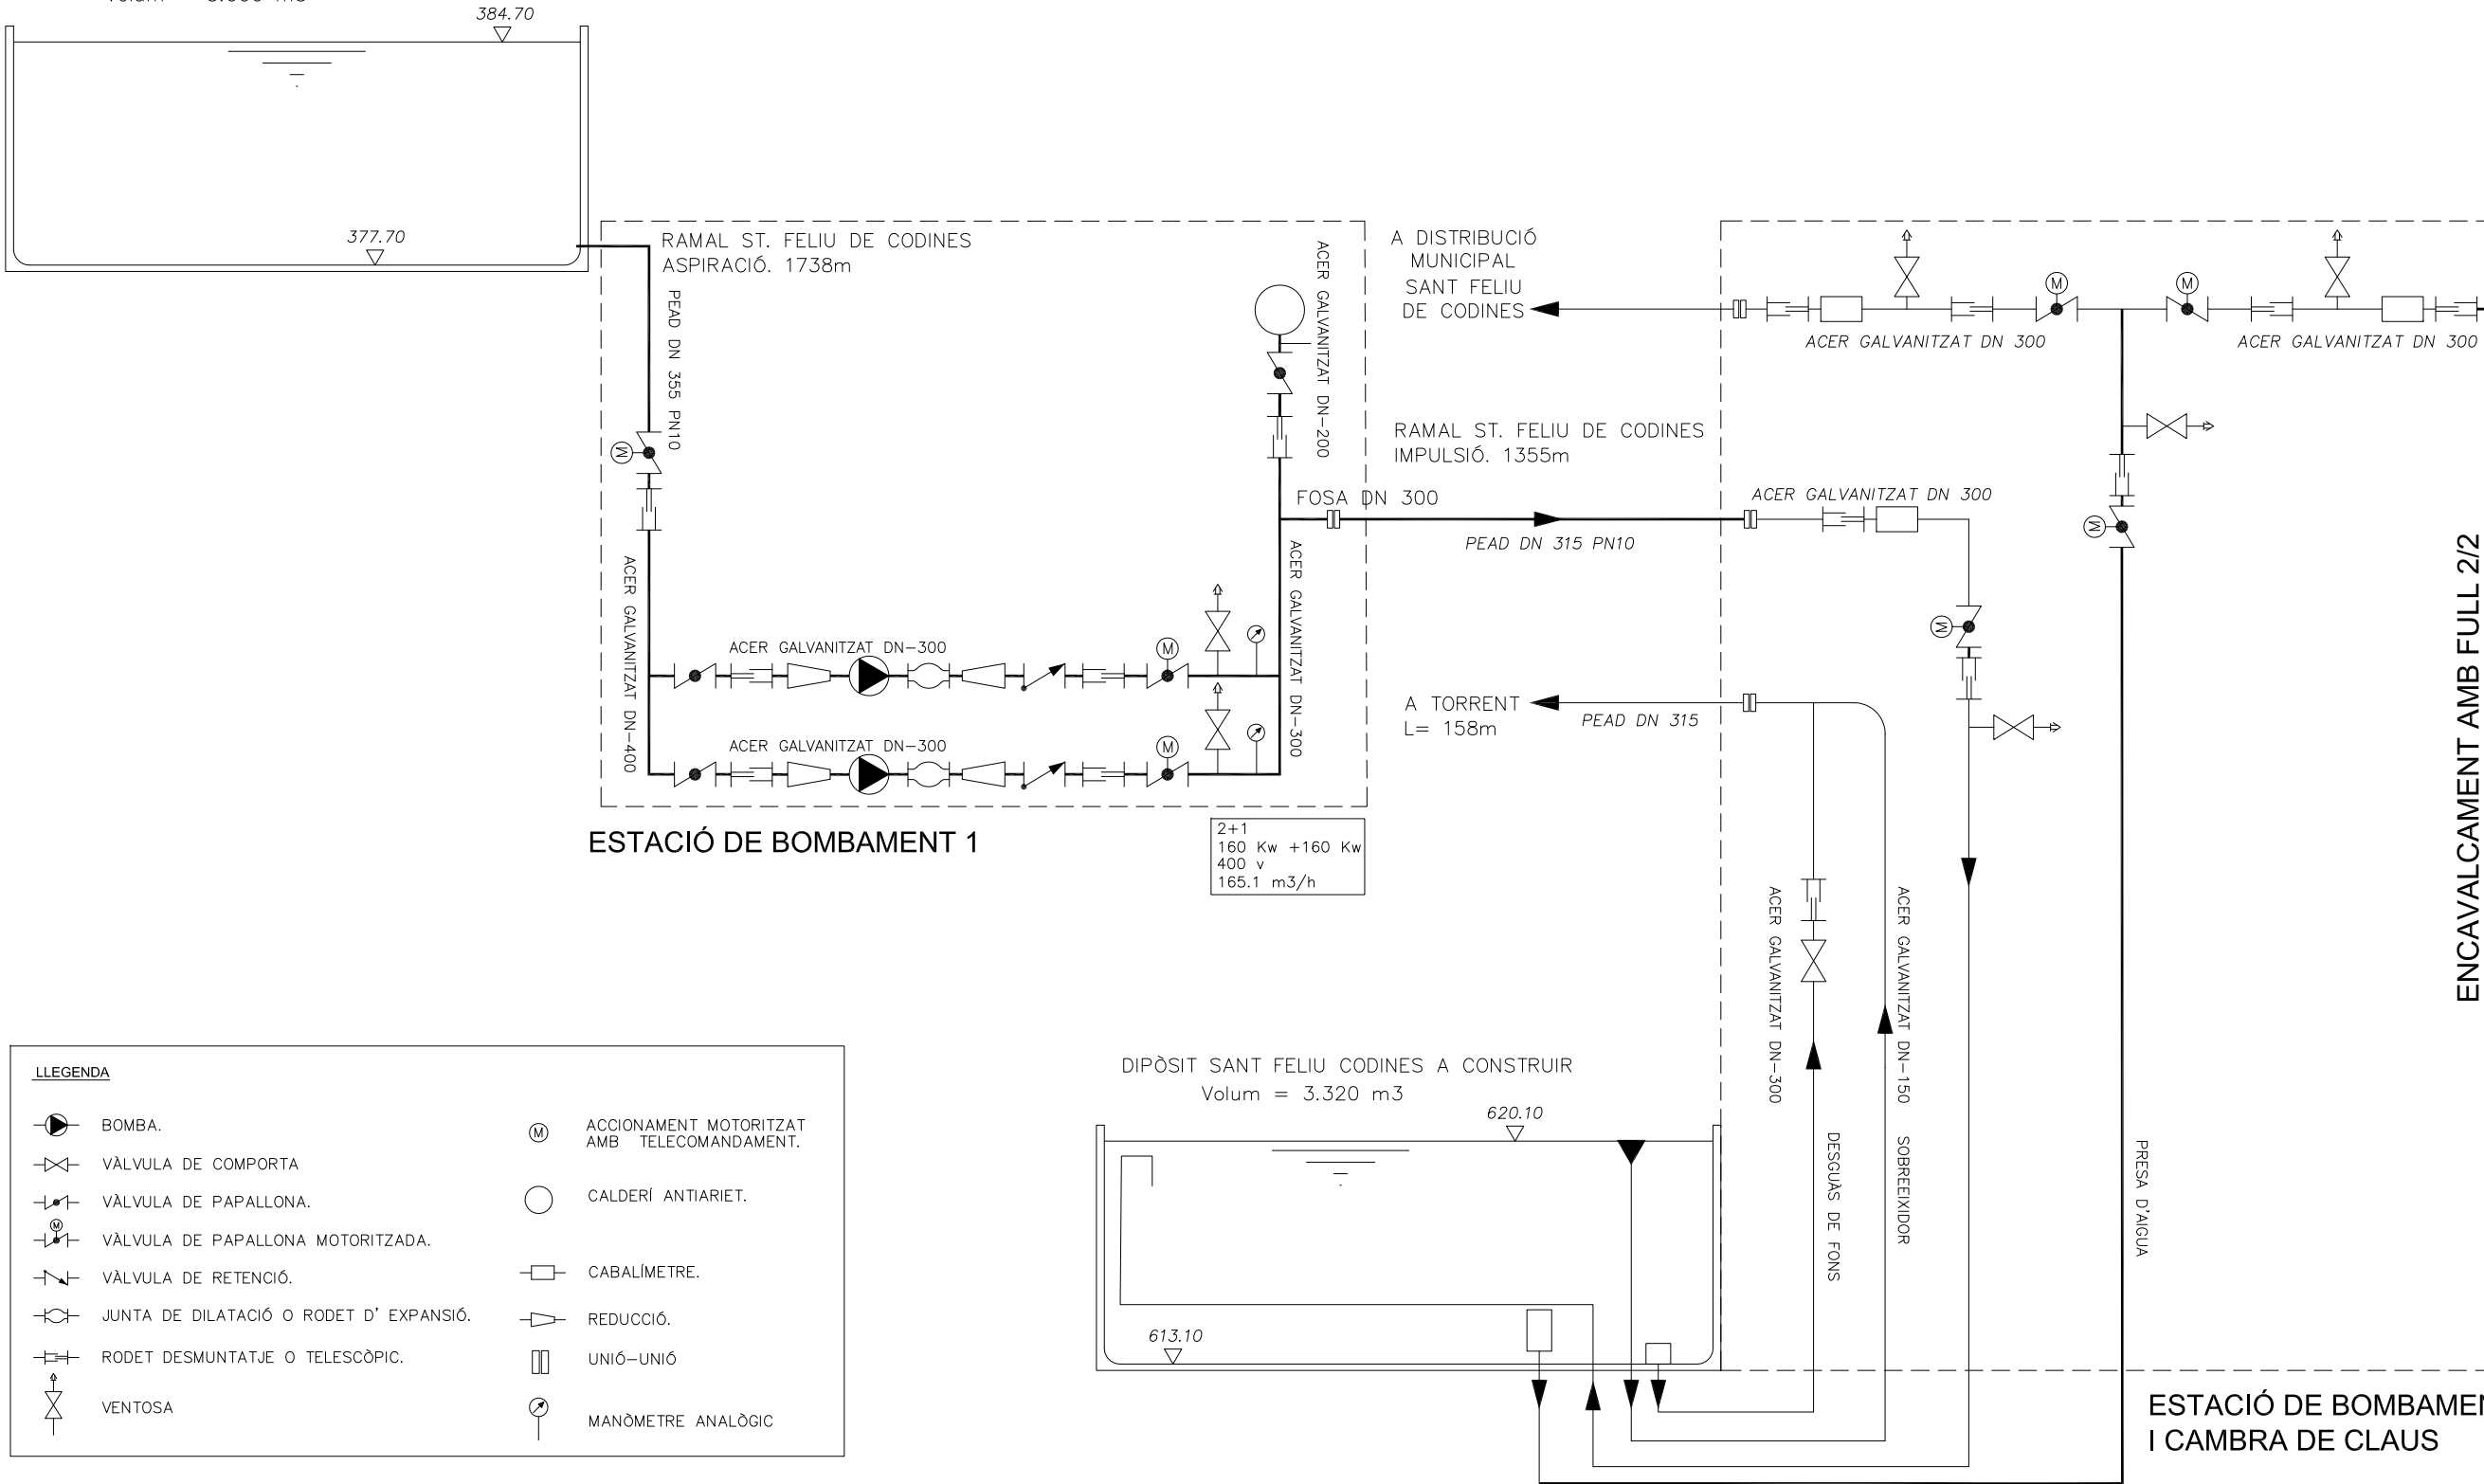 384.70
377.70
RAMAL ST. FELIU DE CODINES
ASPIRACIÓ. 1738m
PEAD DN 355 PN10
ACER GALVANITZAT DN-200
M
ACER GALVANITZAT DN-400
ACER GALVANITZAT DN-300
ACER GALVANITZAT DN-300
M
ACER GALVANITZAT DN-300
M
ESTACIÓ DE BOMBAMENT 1
2+1
160 Kw +160 Kw
400 v
165.1 m3/h
A DISTRIBUCIÓ
MUNICIPAL
SANT FELIU
DE CODINES
M
M
ACER GALVANITZAT DN 300
ACER GALVANITZAT DN 300
RAMAL ST. FELIU DE CODINES
IMPULSIÓ. 1355m
FOSA DN 300
PEAD DN 315 PN10
ACER GALVANITZAT DN 300
M
M
A TORRENT
L= 158m
PEAD DN 315
ACER GALVANITZAT DN-300
DESGUÀS DE FONS
ACER GALVANITZAT DN-150
SOBREEIXIDOR
PRESA D'AIGUA
ENCAVALCAMENT AMB FULL 2/2
DIPÒSIT SANT FELIU CODINES A CONSTRUIR
Volum = 3.320 m3
620.10
613.10
ESTACIÓ DE BOMBAMEN
I CAMBRA DE CLAUS
LLEGENDA
BOMBA.
VÀLVULA DE COMPORTA
VÀLVULA DE PAPALLONA.
M
VÀLVULA DE PAPALLONA MOTORITZADA.
VÀLVULA DE RETENCIÓ.
JUNTA DE DILATACIÓ O RODET D' EXPANSIÓ.
RODET DESMUNTATJE O TELESCÒPIC.
VENTOSA
M
ACCIONAMENT MOTORITZAT
AMB TELECOMANDAMENT.
CALDERÍ ANTIARIET.
CABALÍMETRE.
REDUCCIÓ.
UNIÓ-UNIÓ
MANÒMETRE ANALÒGIC